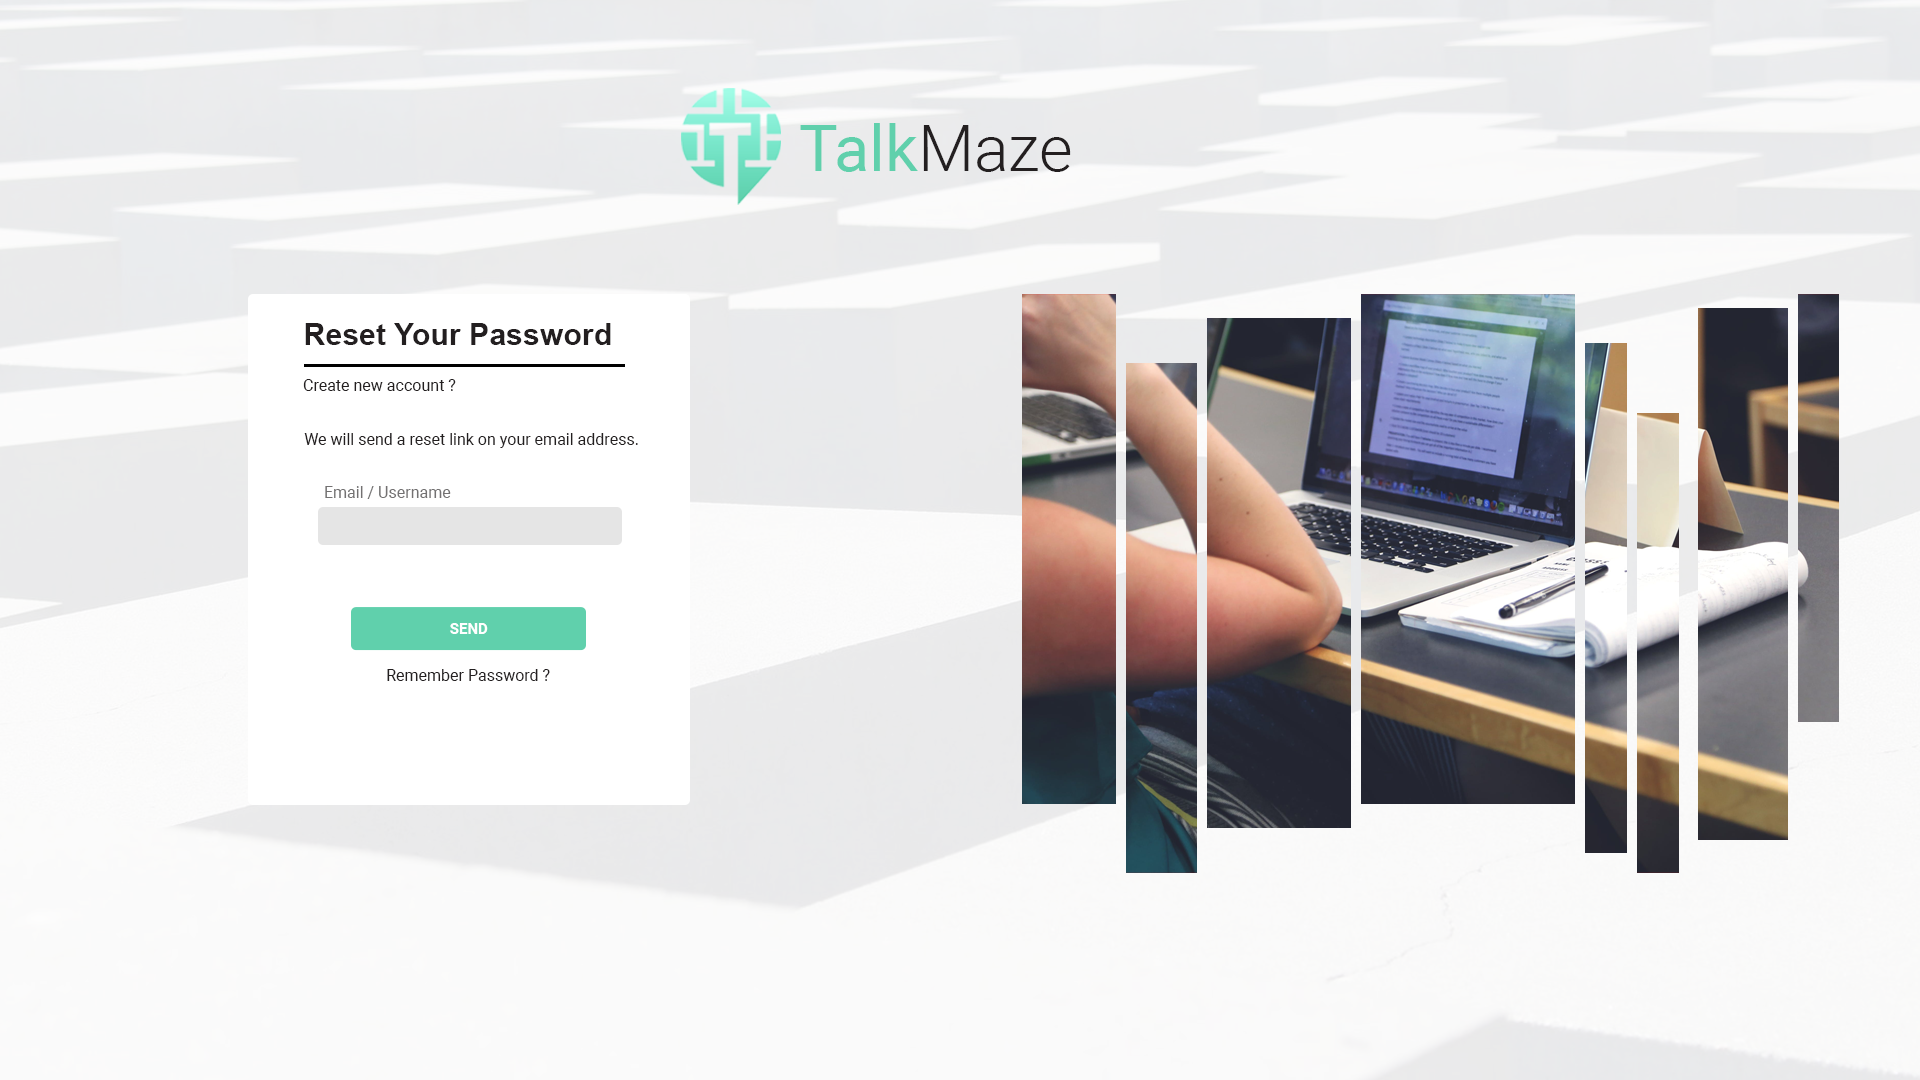 TalkMaze
Reset Your Password
Create new account ?
We will send a reset link on your email address.
Email / Username
SEND
Remember Password ?